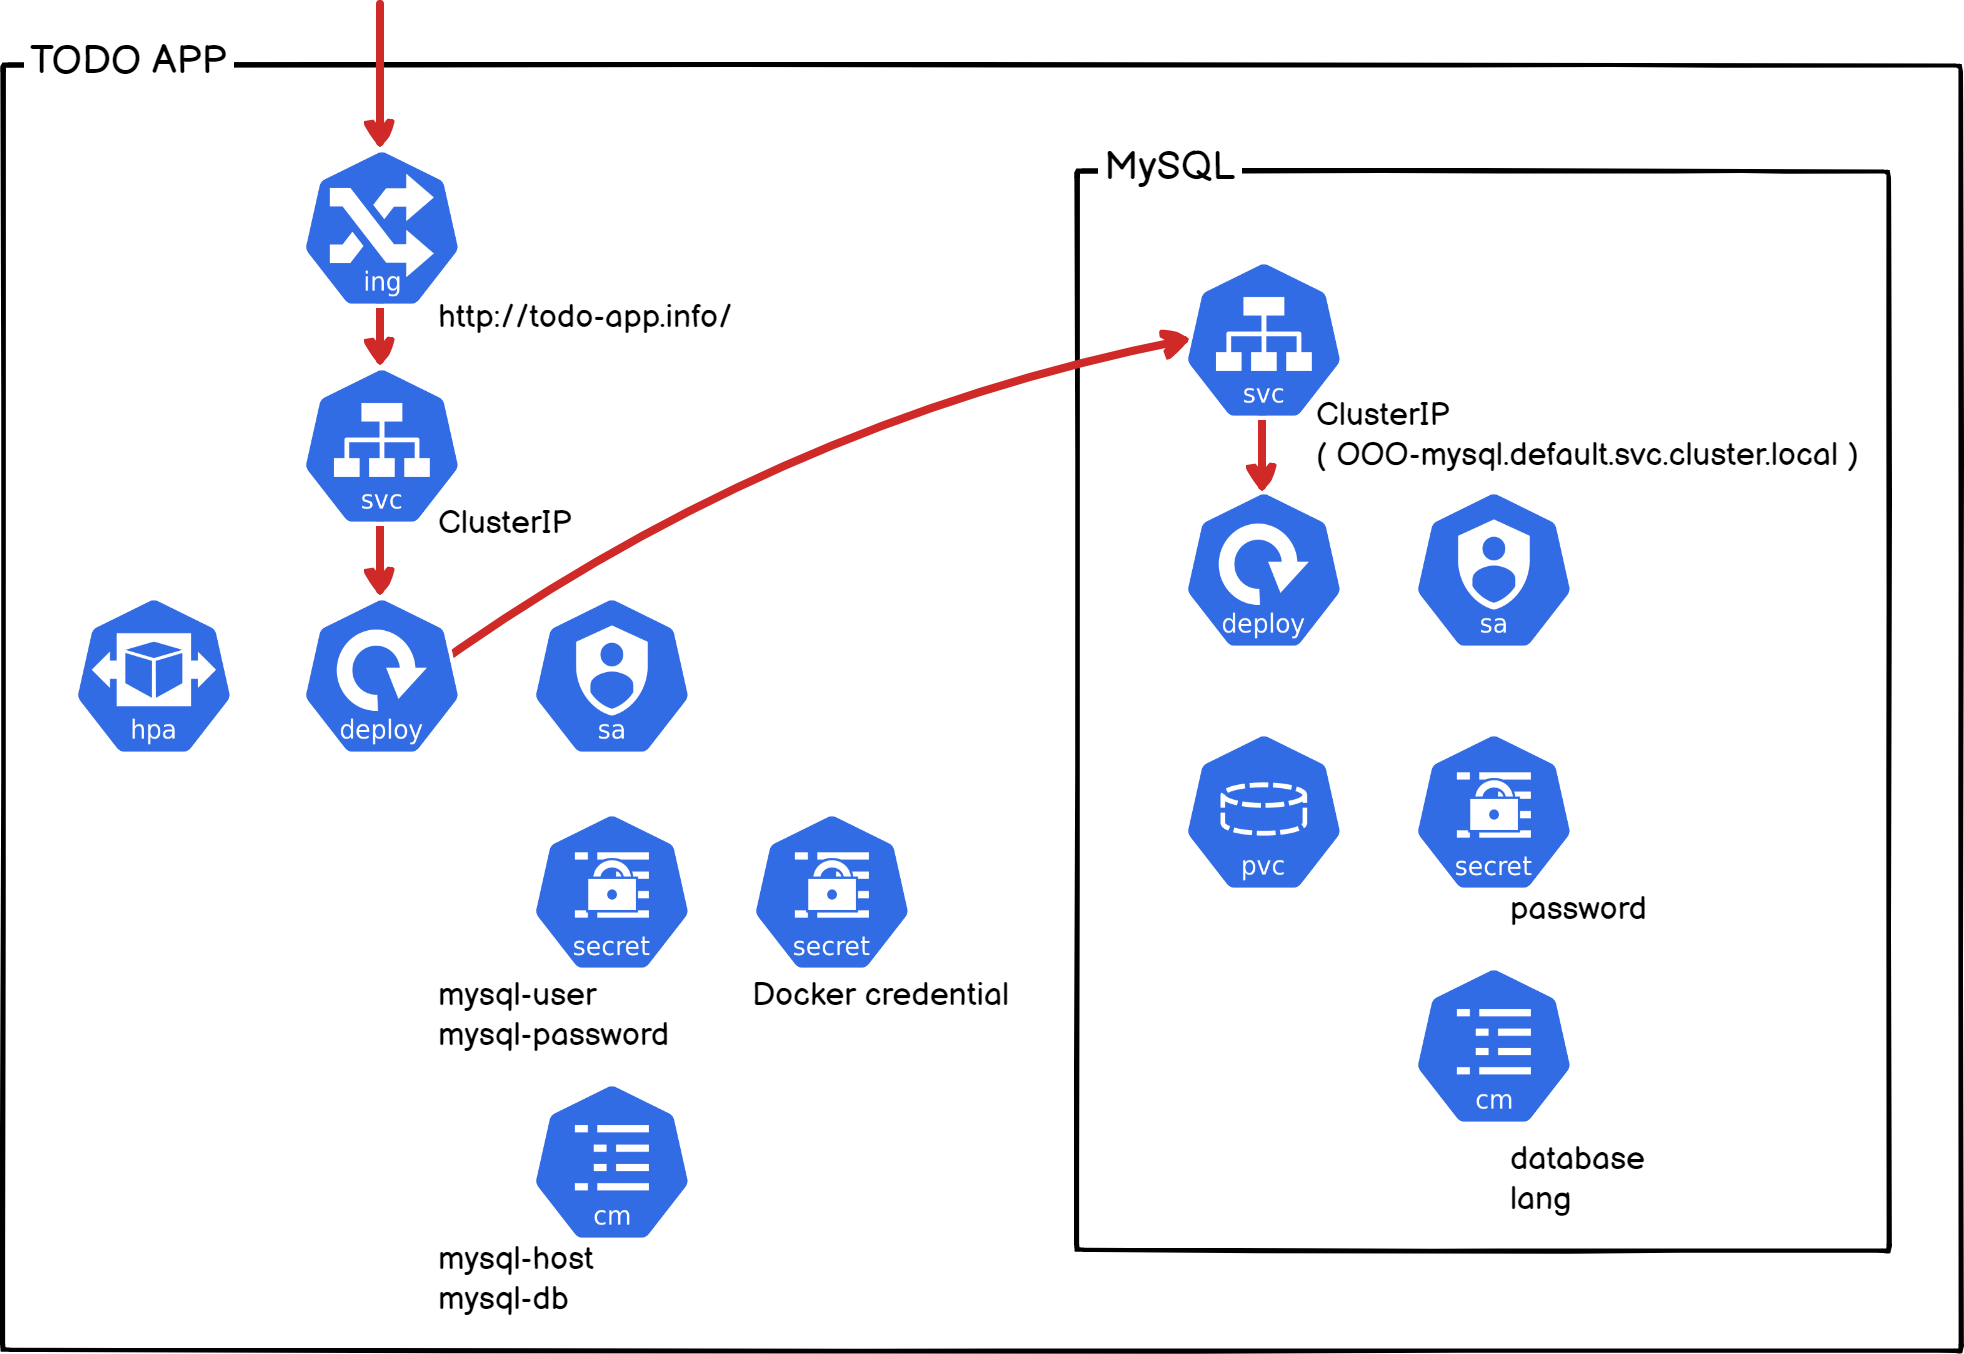 TODO APP
ing
http://todo-app.info/
svc
ClusterIP
hpa
deploy
sa
secret
mysql-user
mysql-password
secret
Docker credential
cm
mysql-host
mysql-db
MySQL
svc
ClusterIP
( OOO-mysql.default.svc.cluster.local )
deploy
sa
pvc
secret
password
cm
database
lang